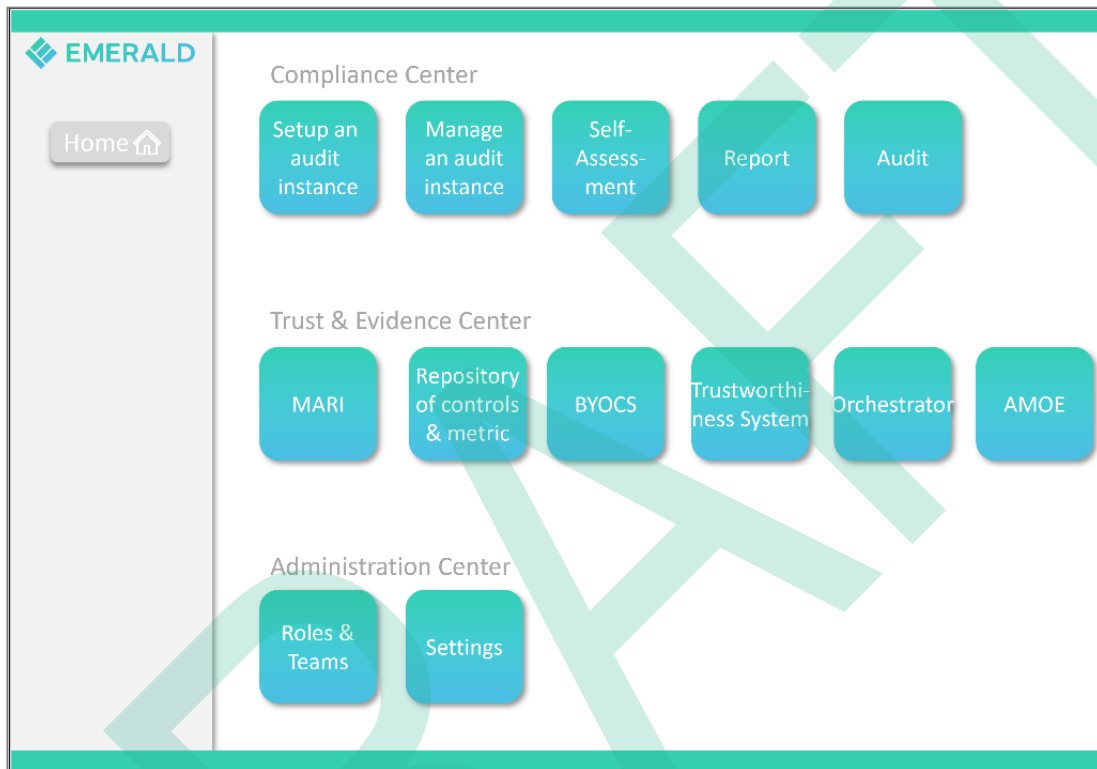 EMERALD
Home
Compliance Center
Setup an
audit
instance
Manage
an audit
instance
Self-
Assess-
ment
Report
Audit
Trust & Evidence Center
MARI
Repository
of controls
& metric
BYOCS
Trustworthi-
ness System
Orchestrator
AMOE
Administration Center
Roles &
Teams
Settings